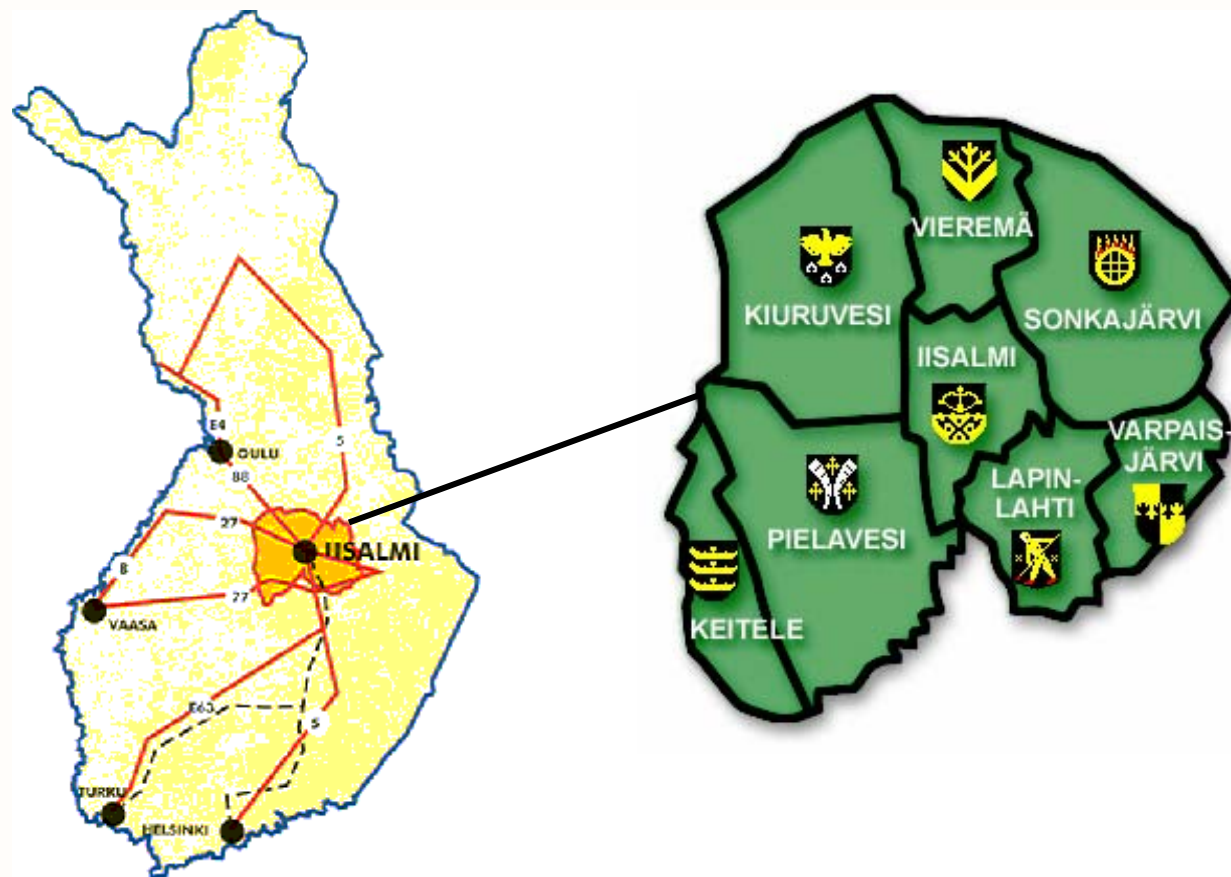 E4
OULU
5
88
27
IISALMI
8
77
VAASA
E63
5
TURKU
HELSINKI
VIEREMÄ
KIURUVESI
SONKAJÄRVI
IISALMI
VARPAIS-
JÄRVI
LAPIN-
LAHTI
PIELAVESI
KEITELE